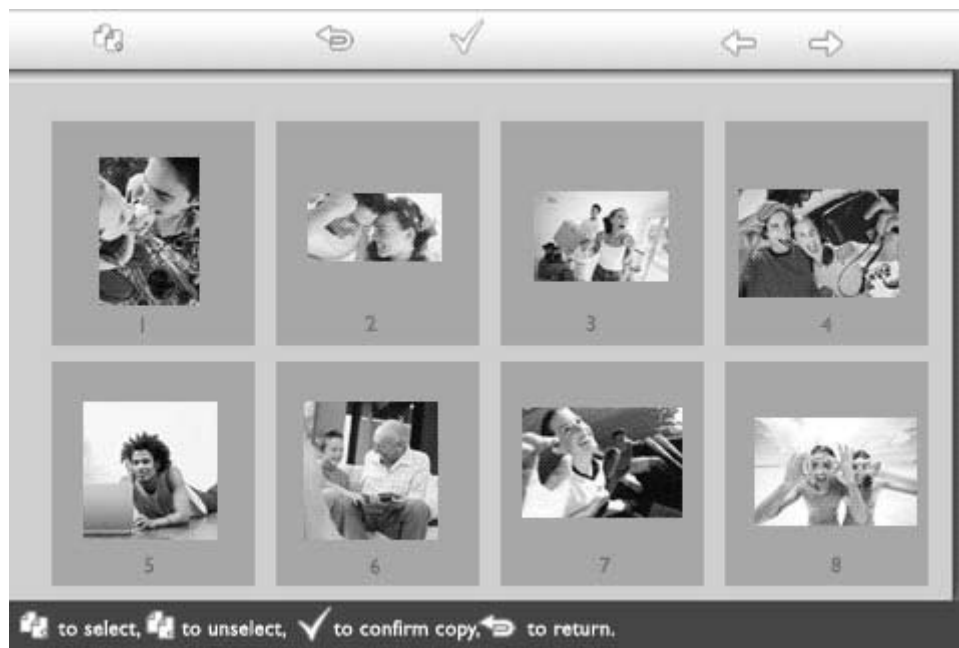 1 2 3 4
5 6 7 8
to select, to unselect, to confirm copy, to return.